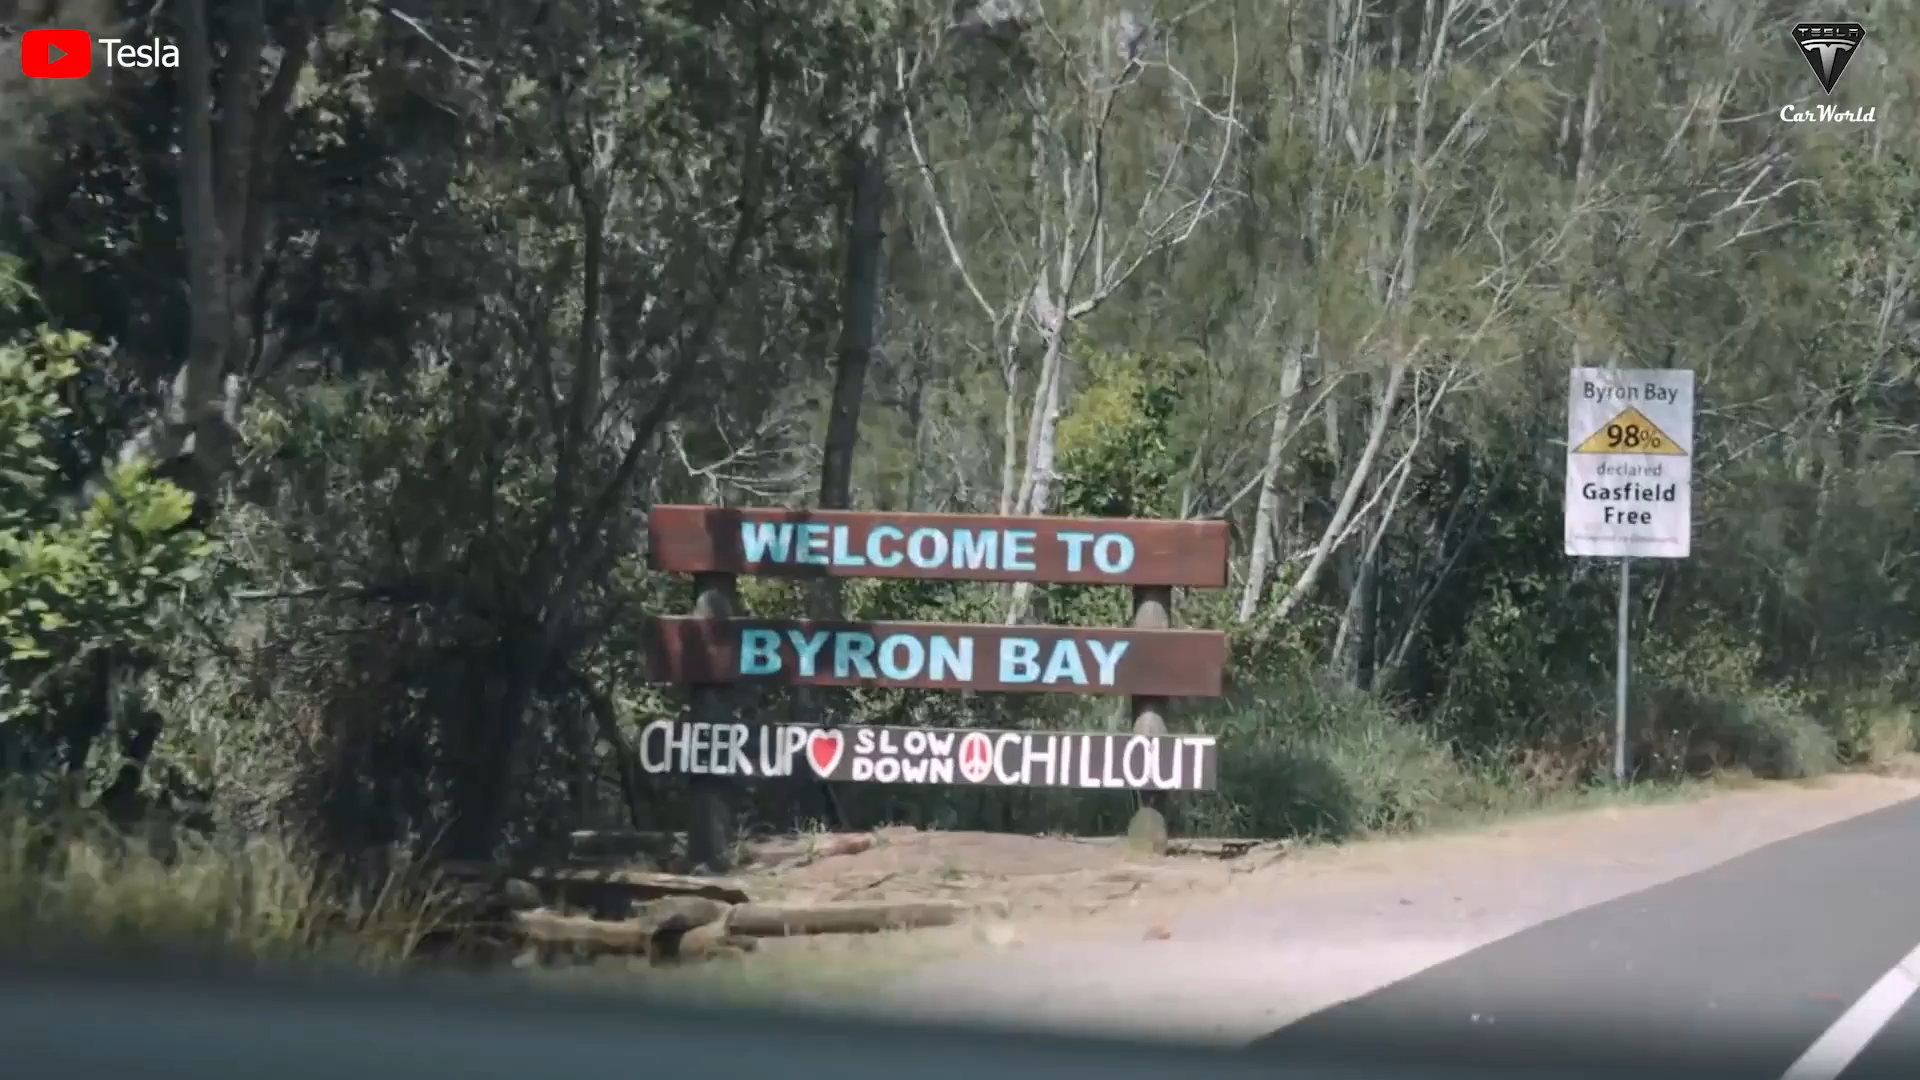 Tesla
TESLA
Car World
Byron Bay
98%
declared
Gasfield
Free
WELCOME TO
BYRON BAY
CHEER UP SLOW DOWN CHILLOUT